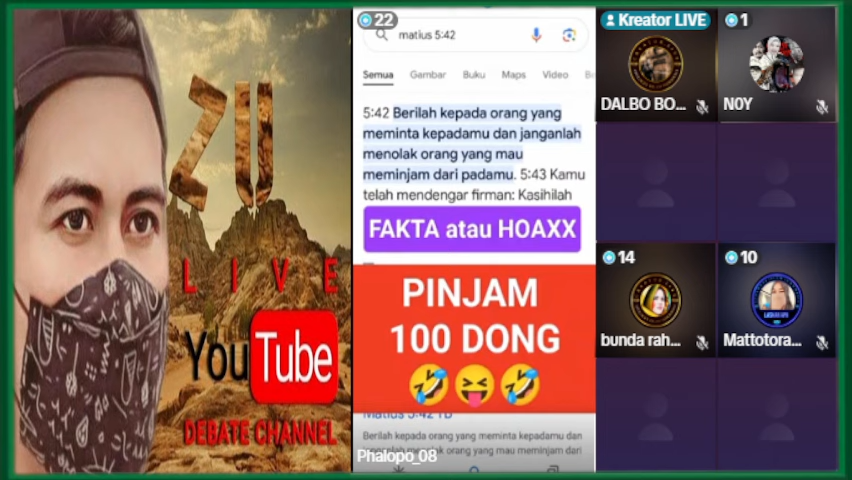 ZU
LIVE
YouTube
DEBATE CHANNEL
22
matius 5:42
Semua Gambar Buku Maps Video
5:42 Berilah kepada orang yang
meminta kepadamu dan janganlah
menolak orang yang mau
meminjam dari padamu. 5:43 Kamu
telah mendengar firman: Kasihilah
FAKTA atau HOAXX
PINJAM
100 DONG
🤣😝🤣
Matius 5:42 TB
Berilah kepada orang yang meminta kepadamu dan
janganlah menolak orang yang mau meminjam dari
Phalopo_08
Kreator LIVE
DALBO BO...
1
N0Y
14
bunda rah...
10
Mattotora...